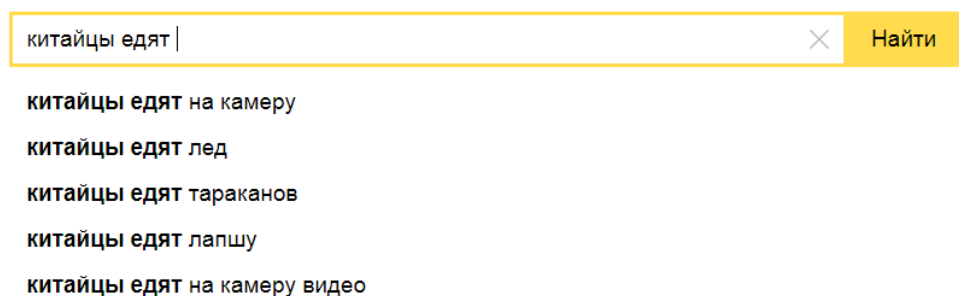 китайцы едят Найти
китайцы едят на камеру
китайцы едят лед
китайцы едят тараканов
китайцы едят лапшу
китайцы едят на камеру видео